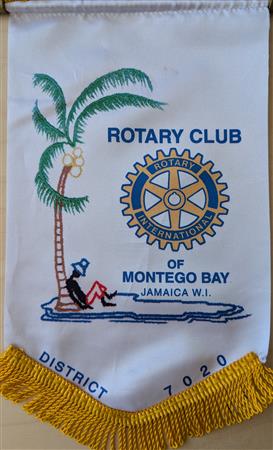 ROTARY CLUB
ROTARY
INTERNATIONAL
OF
MONTEGO BAY
JAMAICA W.I.
DISTRICT 7020